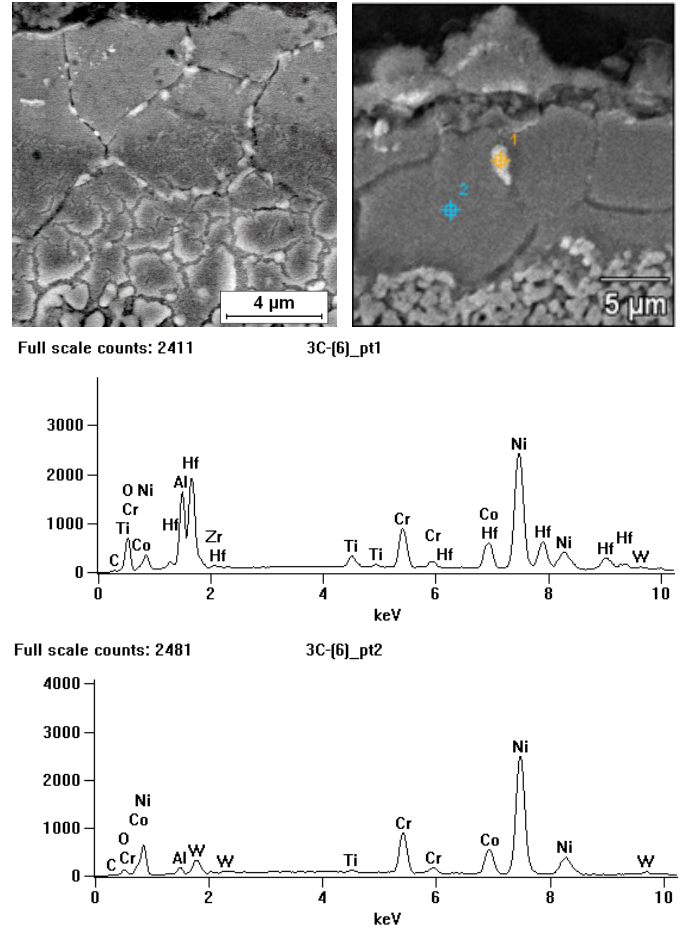 1
2
4 µm
5 µm
Full scale counts: 2411 3C-(6)_pt1
3000
2000
1000
0
O Ni
Cr
Ti
C
Co
Hf
Al
Hf
Zr
Hf
Ti
Ti
Cr
Cr
Hf
Co
Hf
Ni
Hf
Ni
Hf
Hf
W
0 2 4 6 8 10
keV
Full scale counts: 2481 3C-(6)_pt2
4000
3000
2000
1000
0
Ni
Co
O
C Cr
Al
W
W
Ti
Cr
Cr
Co
Ni
Ni
W
0 2 4 6 8 10
keV